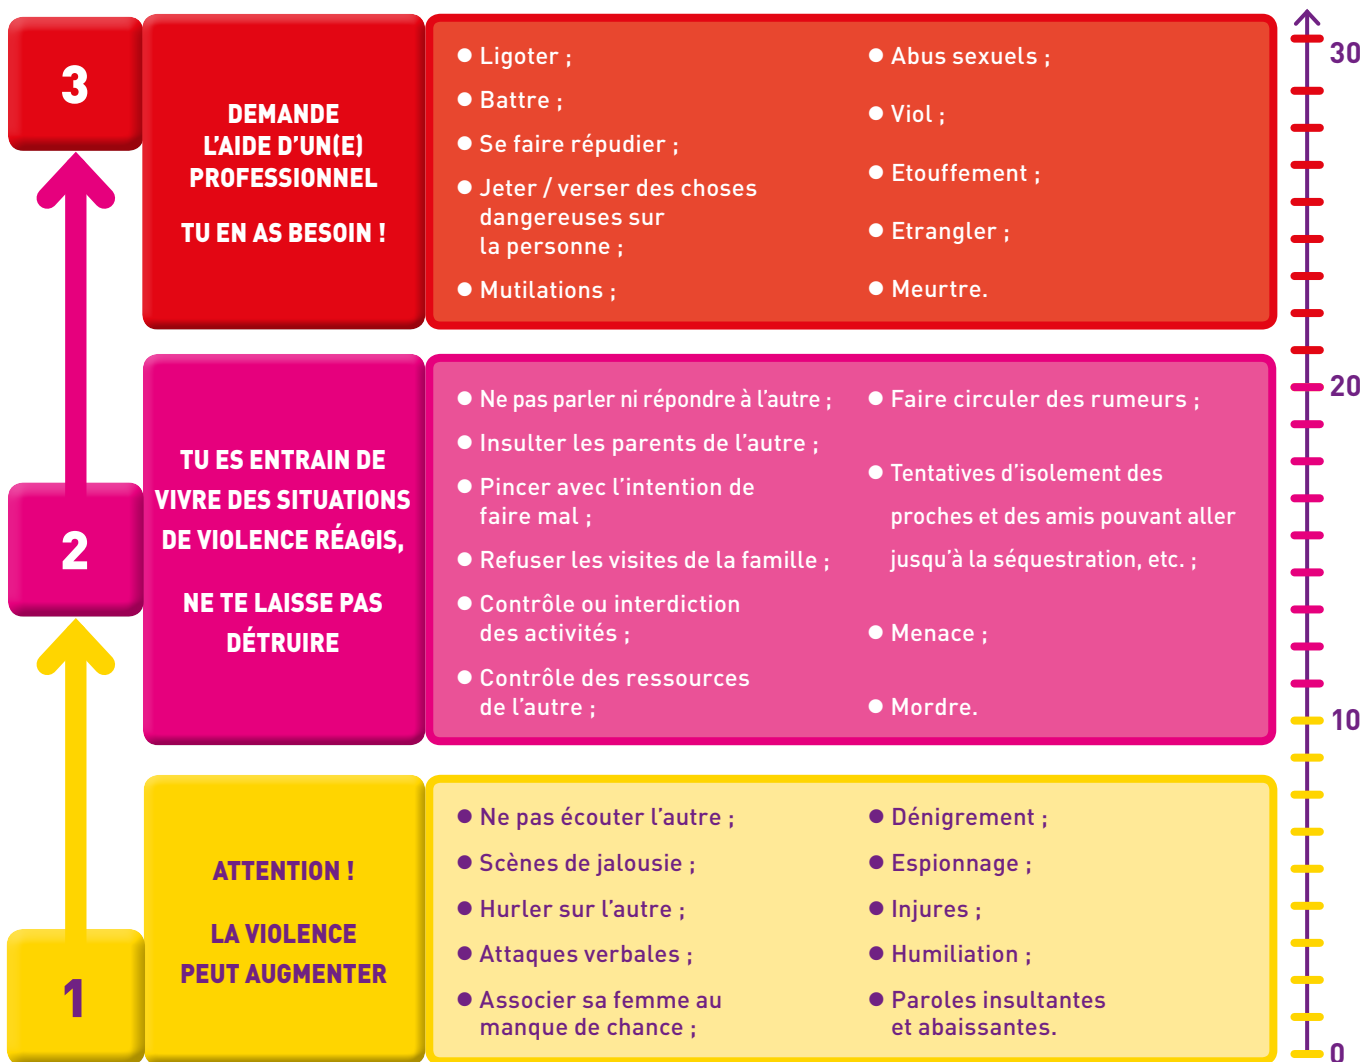 3
DEMANDE
L'AIDE D'UN(E)
PROFESSIONNEL
TU EN AS BESOIN !
● Ligoter ;
● Battre ;
● Se faire répudier ;
● Jeter / verser des choses
dangereuses sur
la personne ;
● Mutilations ;
● Abus sexuels ;
● Viol ;
● Etouffement ;
● Etrangler ;
● Meurtre.
30
2
TU ES ENTRAIN DE
VIVRE DES SITUATIONS
DE VIOLENCE RÉAGIS,
NE TE LAISSE PAS
DÉTRUIRE
● Ne pas parler ni répondre à l'autre ;
● Insulter les parents de l'autre ;
● Pincer avec l'intention de
faire mal ;
● Refuser les visites de la famille ;
● Contrôle ou interdiction
des activités ;
● Contrôle des ressources
de l'autre ;
● Faire circuler des rumeurs ;
● Tentatives d'isolement des
proches et des amis pouvant aller
jusqu'à la séquestration, etc. ;
● Menace ;
● Mordre.
20
10
1
ATTENTION !
LA VIOLENCE
PEUT AUGMENTER
● Ne pas écouter l'autre ;
● Scènes de jalousie ;
● Hurler sur l'autre ;
● Attaques verbales ;
● Associer sa femme au
manque de chance ;
● Dénigrement ;
● Espionnage ;
● Injures ;
● Humiliation ;
● Paroles insultantes
et abaissantes.
0